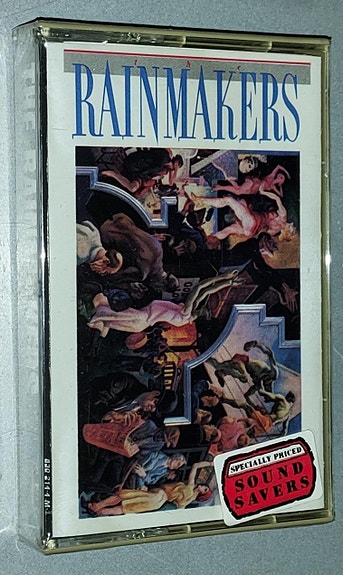 the
RAINMAKERS
SPECIALLY PRICED
SOUND
SAVERS